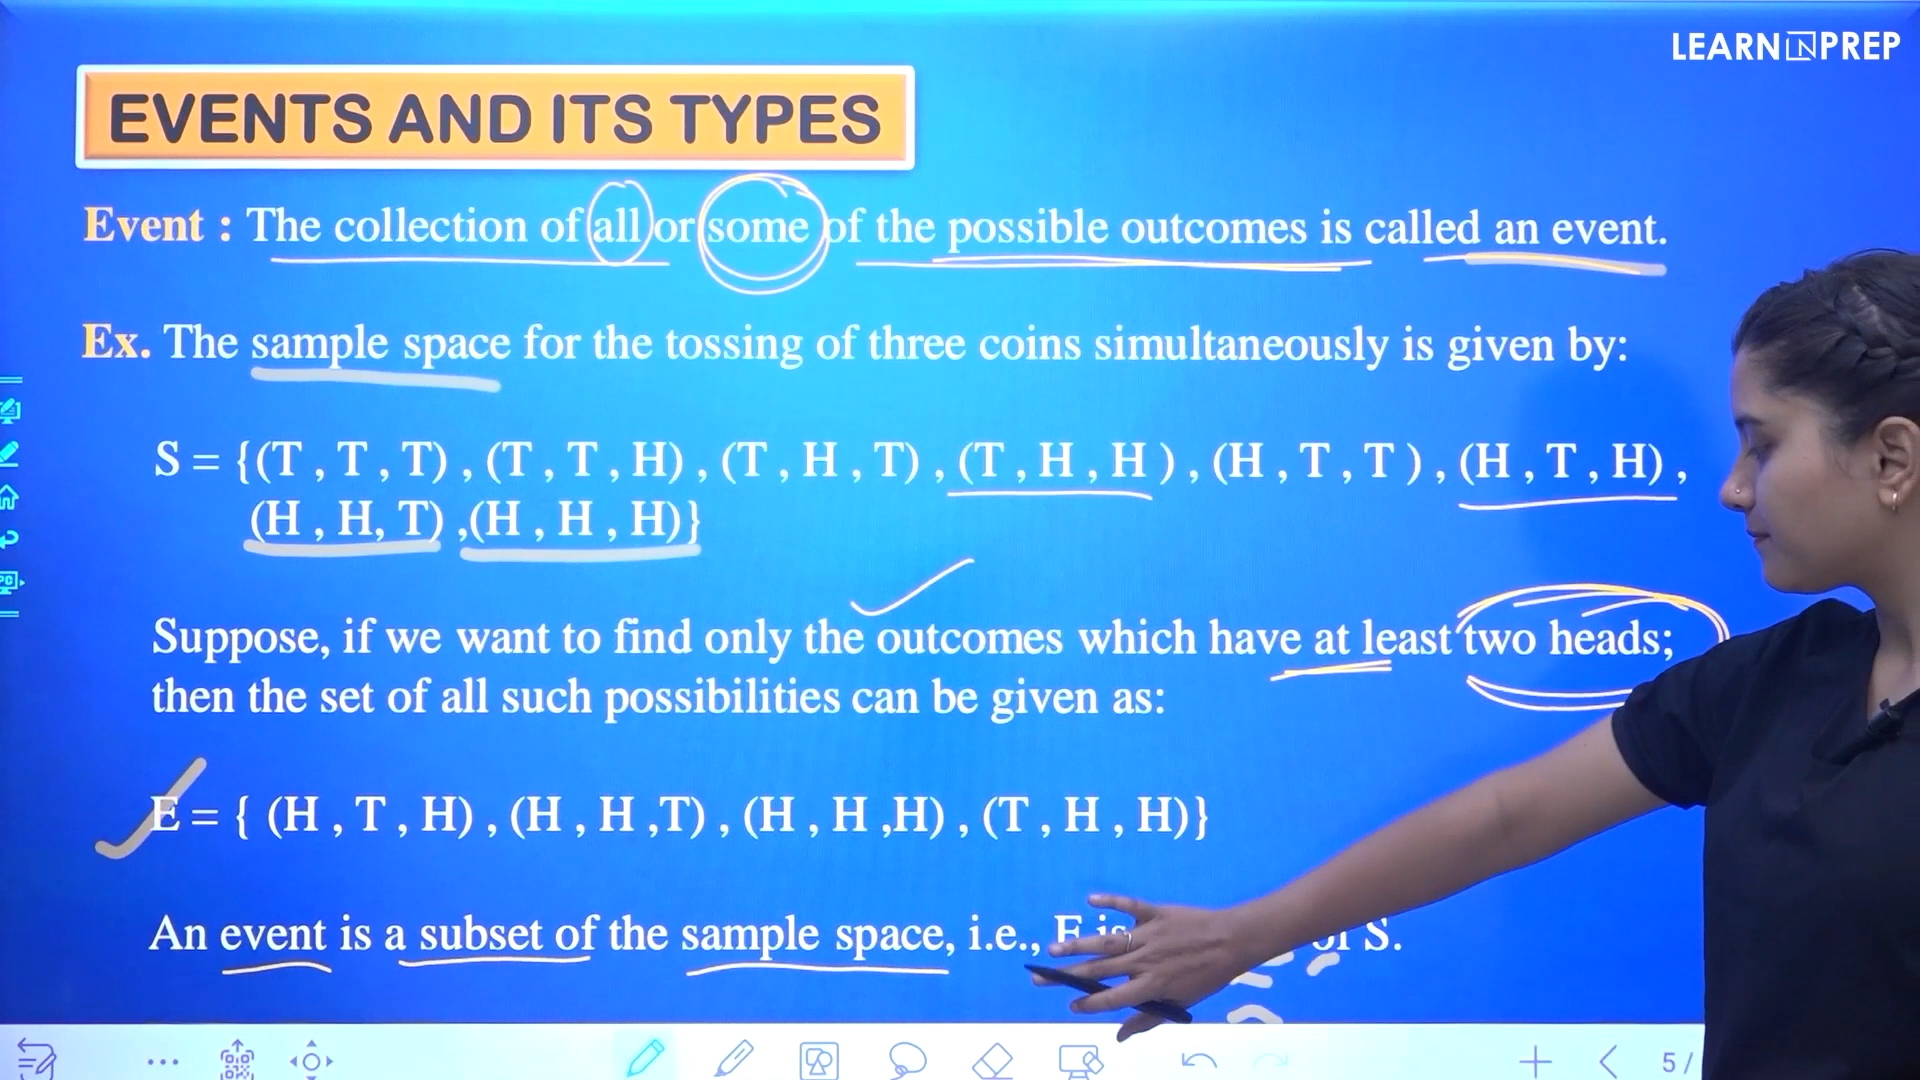 LEARN IN PREP
EVENTS AND ITS TYPES
Event : The collection of all or some of the possible outcomes is called an event.
Ex. The sample space for the tossing of three coins simultaneously is given by:
S = {(T , T , T) , (T , T , H) , (T , H , T) , (T , H , H ) , (H , T , T ) , (H , T , H) ,
(H , H, T) ,(H , H , H)}
Suppose, if we want to find only the outcomes which have at least two heads;
then the set of all such possibilities can be given as:
E = { (H , T , H) , (H , H ,T) , (H , H ,H) , (T , H , H)}
An event is a subset of the sample space, i.e., E is of S.
5 /